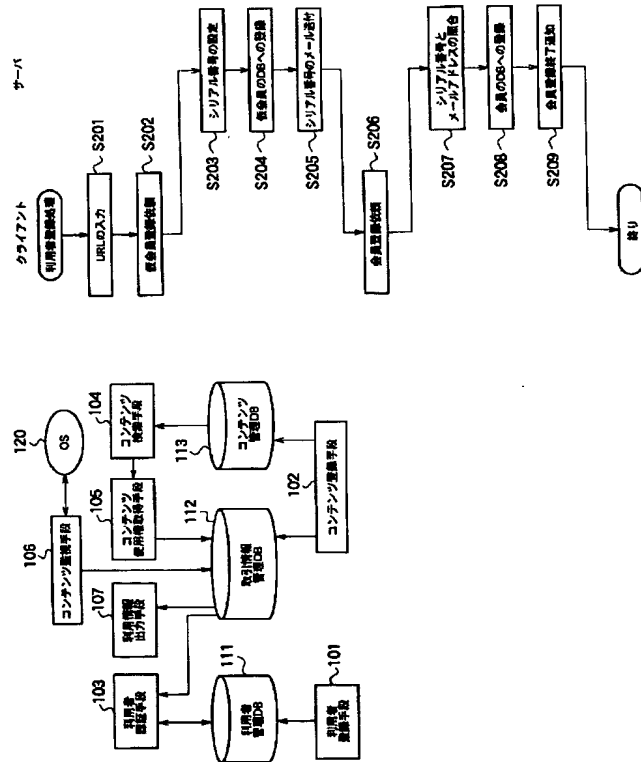 クライアント
サーバ
利用者登録処理
URLの入力
S201
仮会員登録依頼
S202
シリアル番号の設定
S203
仮会員のDBへの登録
S204
シリアル番号のメール送付
S205
会員登録依頼
S206
シリアル番号と
メールアドレスの照合
S207
会員のDBへの登録
S208
会員登録終了通知
S209
終り
120
OS
106
コンテンツ監視手段
104
コンテンツ
検索手段
105
コンテンツ
使用権取得手段
107
利用情報
出力手段
103
利用者
認証手段
113
コンテンツ
管理DB
112
取引情報
管理DB
111
利用者
管理DB
102
コンテンツ登録手段
101
利用者
登録手段